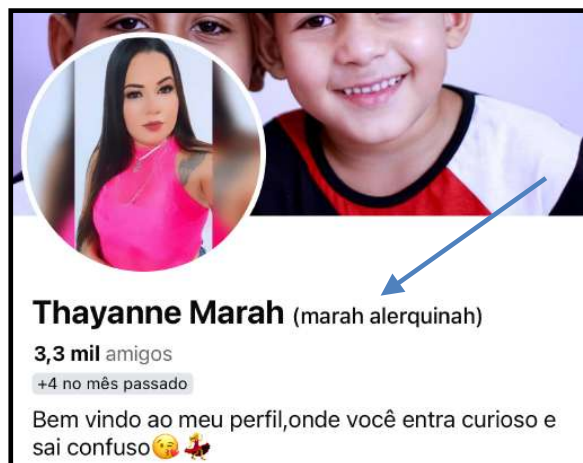 Thayanne Marah (marah alerquinah)
3,3 mil amigos
+4 no mês passado
Bem vindo ao meu perfil,onde você entra curioso e
sai confuso😘💃